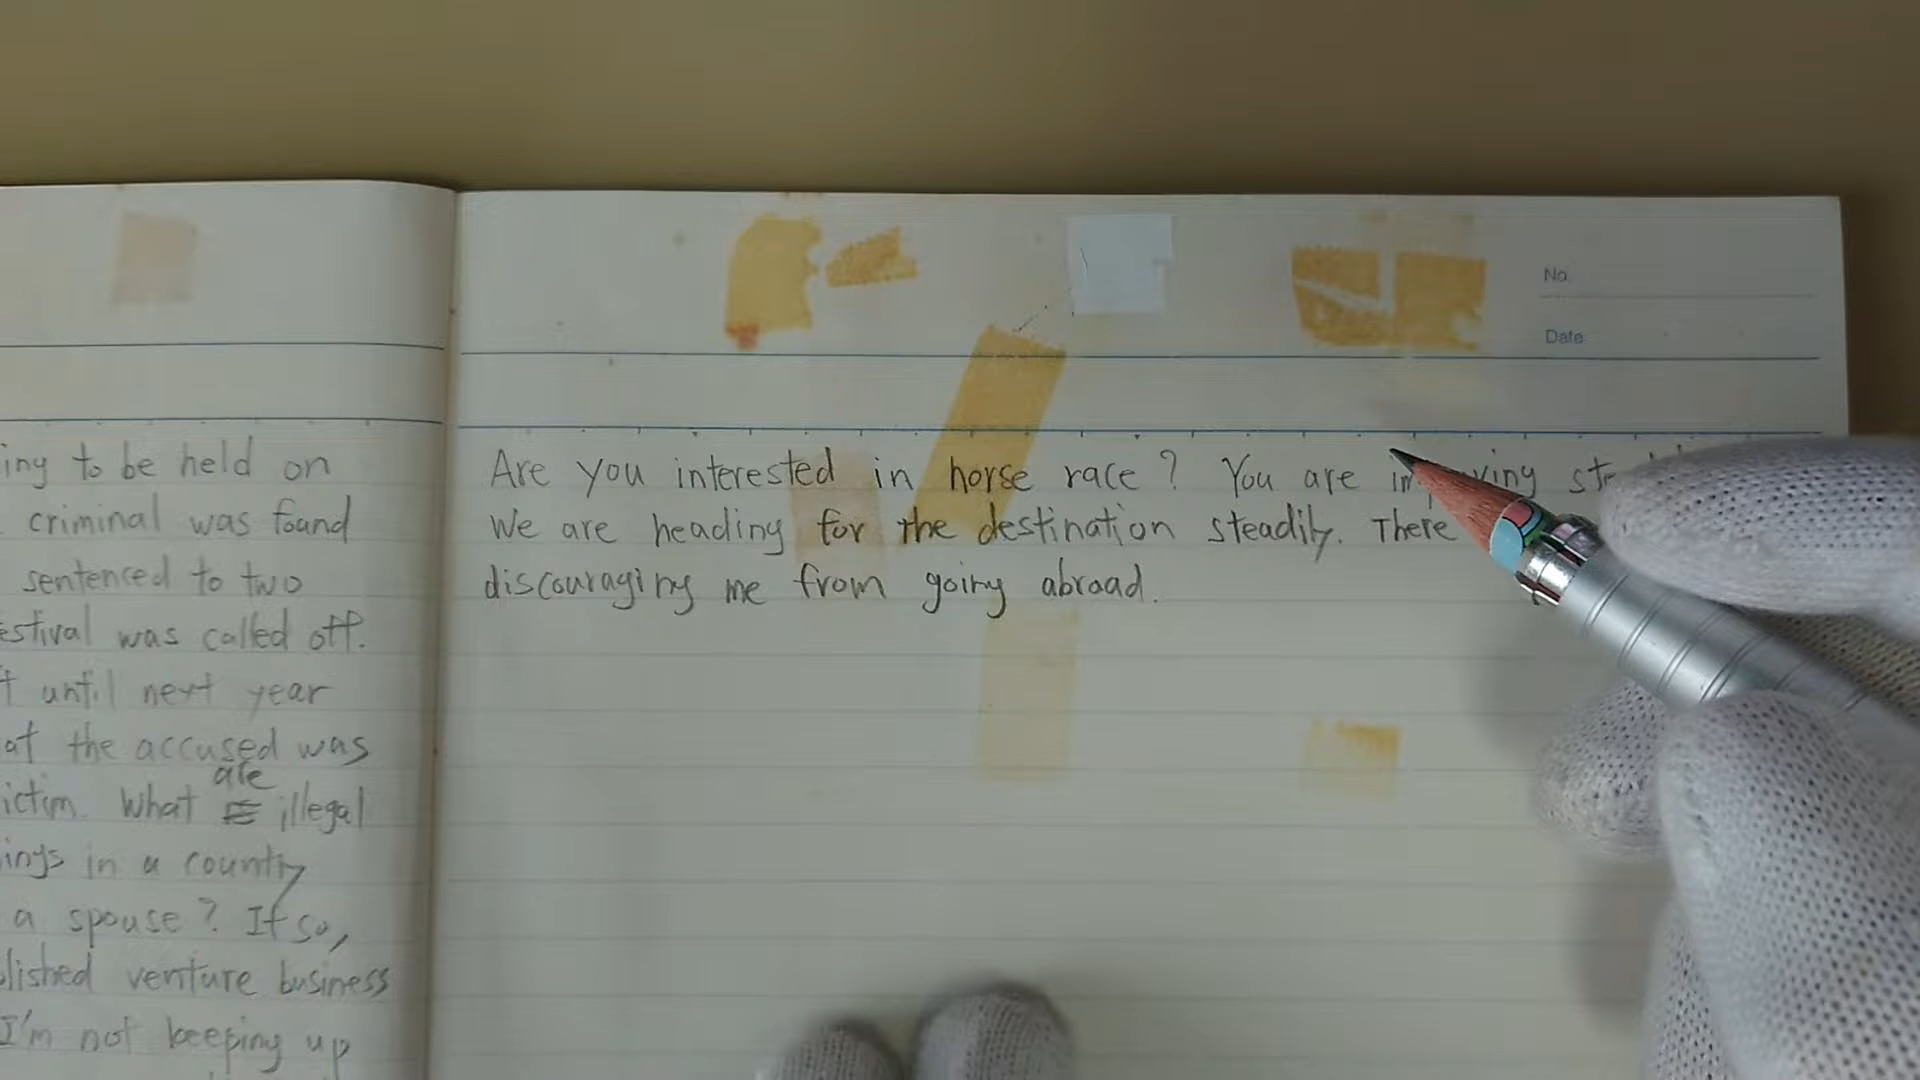 No.
Date
ing to be held on
criminal was found
sentenced to two
estival was called off.
until next year
at the accused was
are
ictim. What illegal
ings in a country
a spouse? If so,
lished venture business
I'm not keeping up
Are you interested in horse race? You are
We are heading for the destination steadily. There
discouraging me from going abroad.